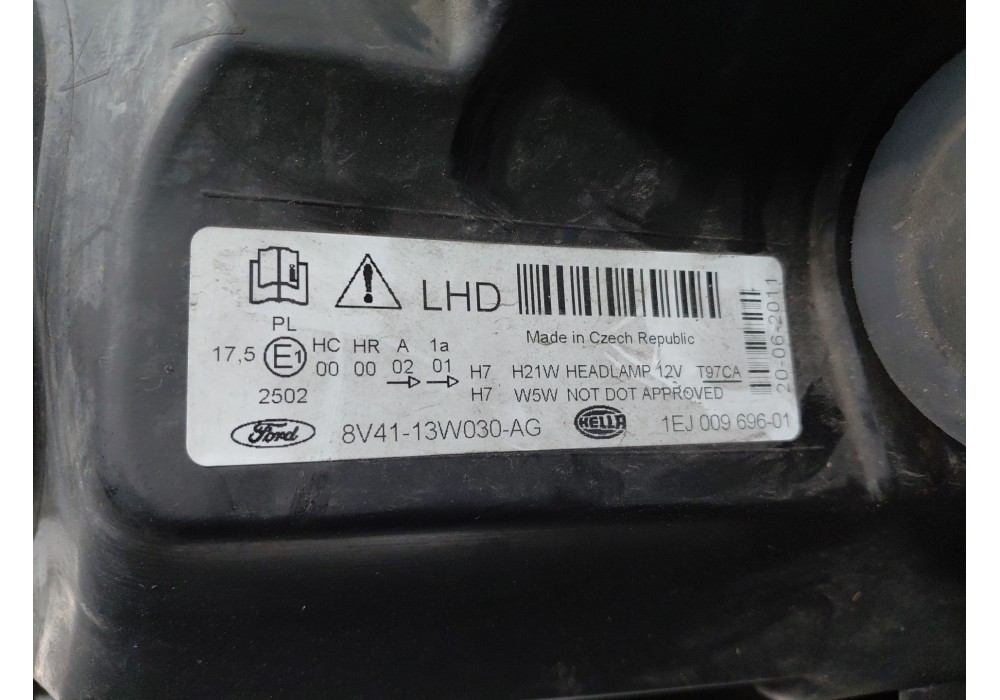 LHD
Made in Czech Republic
20-06-2011
PL
17,5 E1 HC HR A 1a
00 00 02 01
2502
H7 H21W HEADLAMP 12V T97CA
H7 W5W NOT DOT APPROVED
Ford 8V41-13W030-AG HELLA 1EJ 009 696-01